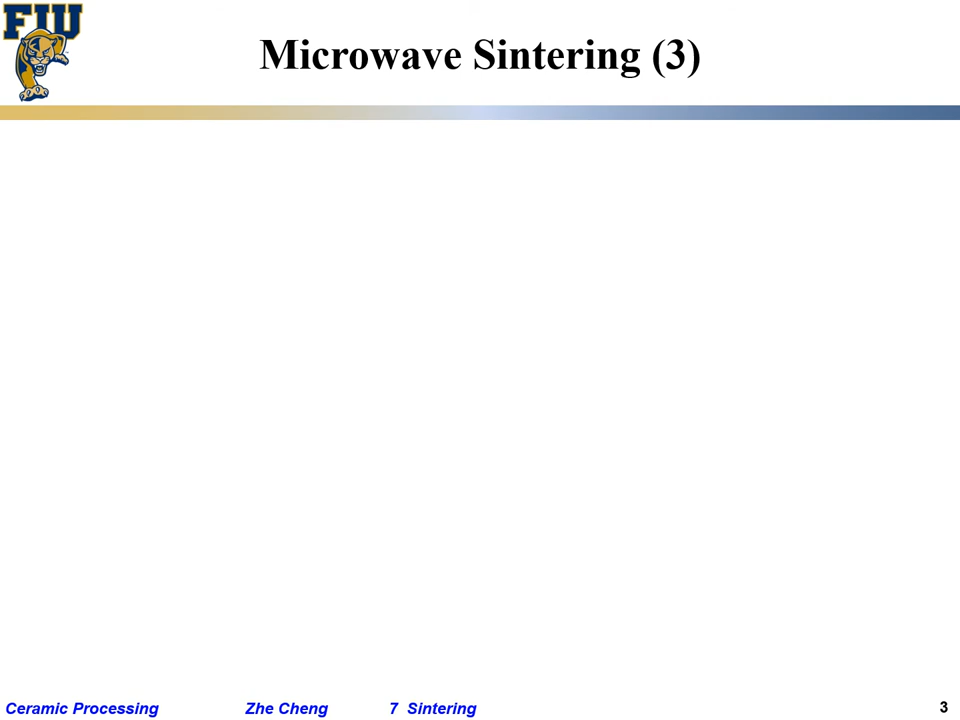 FIU
Microwave Sintering (3)
Ceramic Processing Zhe Cheng 7 Sintering 3